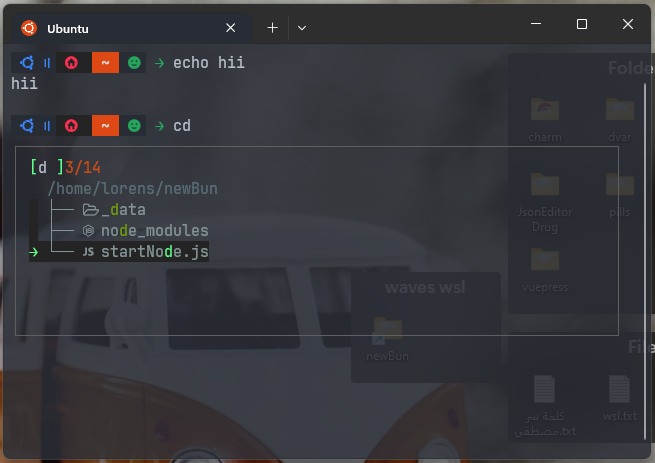 Ubuntu
~ → echo hii
hii
~ → cd
[d ]3/14
/home/lorens/newBun
_data
node_modules
JS startNode.js
Folde
charm
dvar
JsonEditor
Drug
pills
vuepress
waves wsl
newBun
File
كلمة سر
مصطفى.txt
wsl.txt